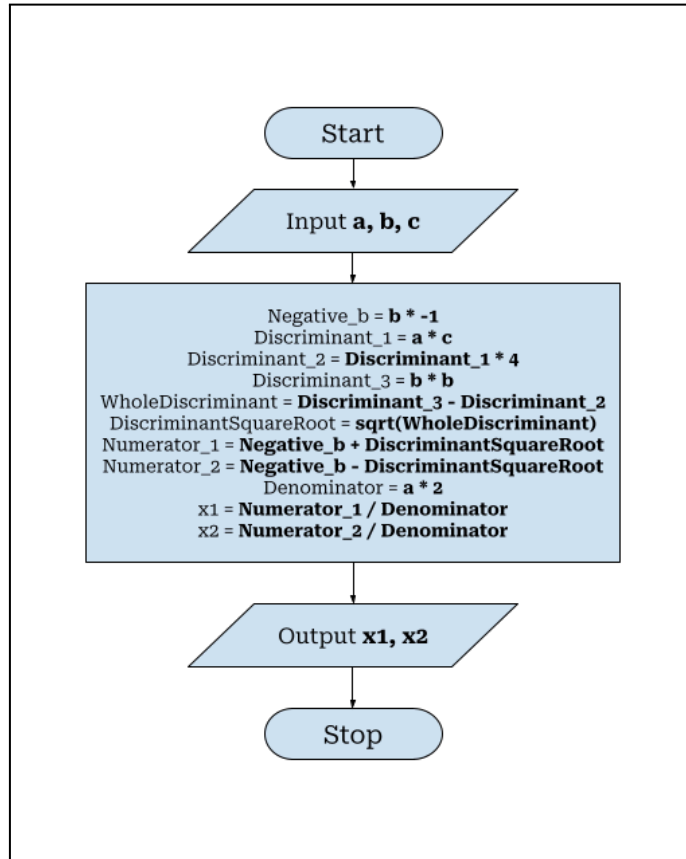 Start
Input a, b, c
Negative_b = b * -1
Discriminant_1 = a * c
Discriminant_2 = Discriminant_1 * 4
Discriminant_3 = b * b
WholeDiscriminant = Discriminant_3 - Discriminant_2
DiscriminantSquareRoot = sqrt(WholeDiscriminant)
Numerator_1 = Negative_b + DiscriminantSquareRoot
Numerator_2 = Negative_b - DiscriminantSquareRoot
Denominator = a * 2
x1 = Numerator_1 / Denominator
x2 = Numerator_2 / Denominator
Output x1, x2
Stop